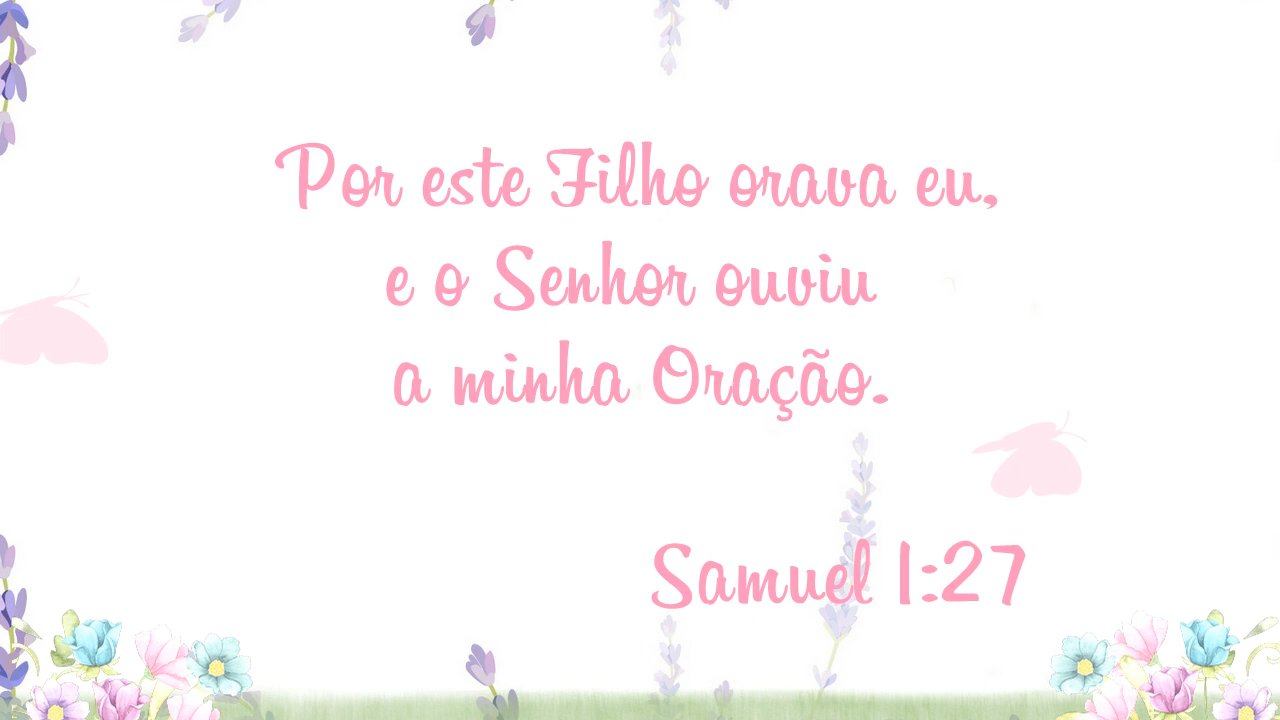 Por este Filho orava eu,
e o Senhor ouviu
a minha Oração.
Samuel 1:27